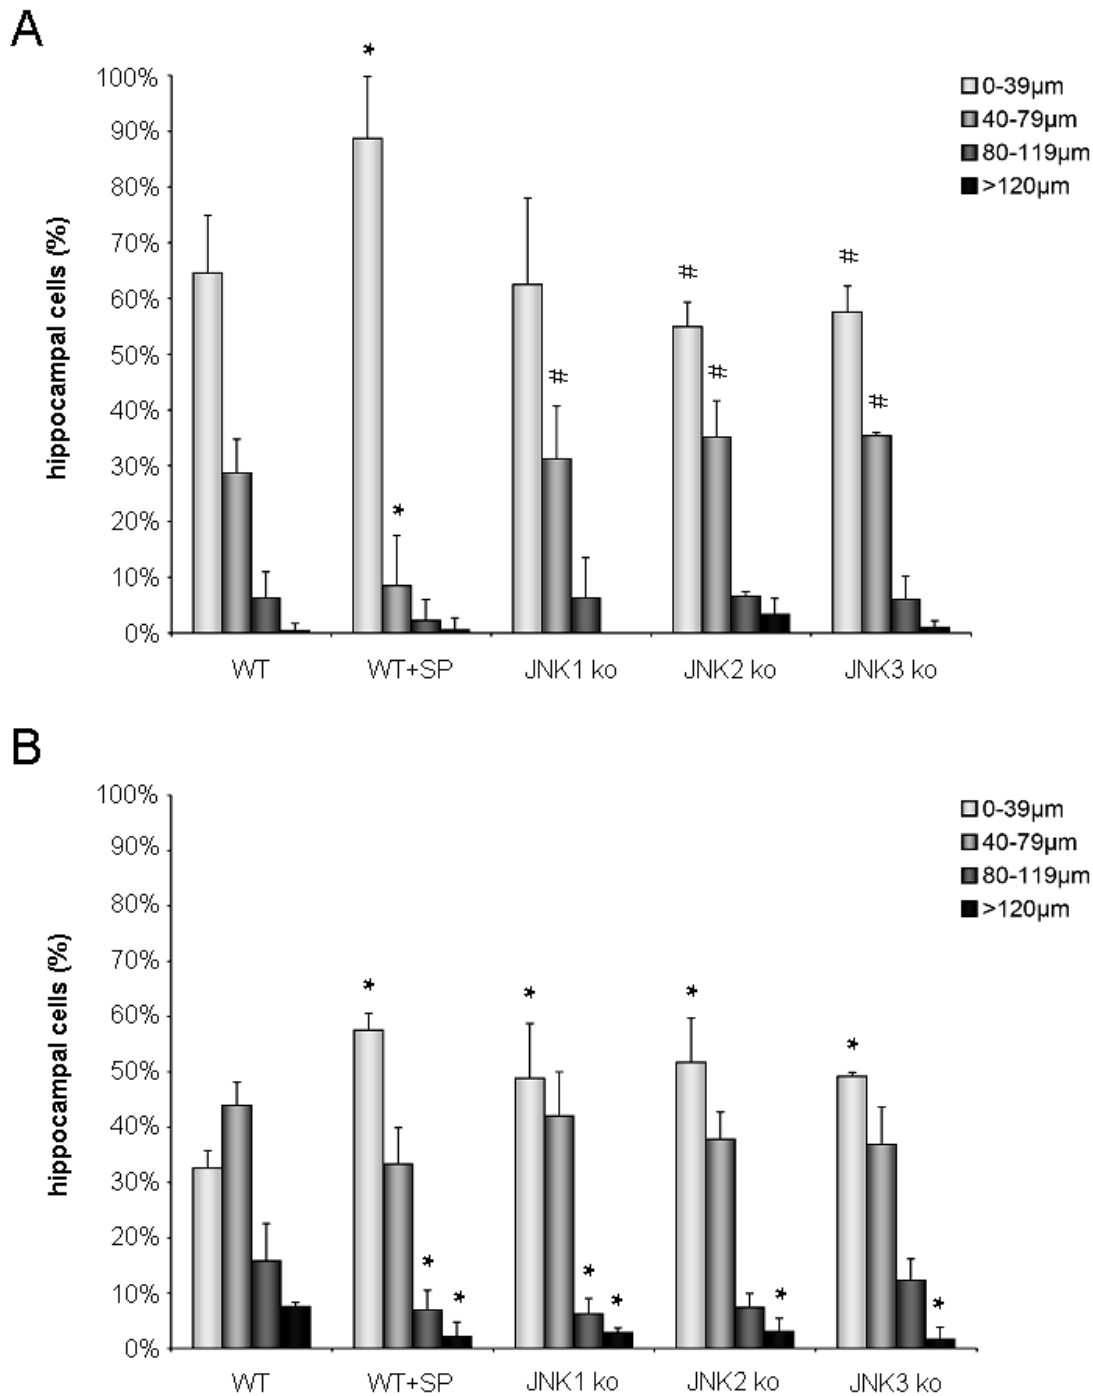 A
*
100%
0-39µm
90%
40-79µm
80-119µm
80%
>120µm
70%
#
#
60%
50%
#
#
#
40%
30%
20%
*
10%
0%
WT
WT+SP
JNK1 ko
JNK2 ko
JNK3 ko
hippocampal cells (%)
B
100%
0-39µm
90%
40-79µm
80-119µm
80%
>120µm
70%
*
*
*
60%
*
50%
40%
30%
20%
*
*
10%
*
*
*
*
0%
WT
WT+SP
JNK1 ko
JNK2 ko
JNK3 ko
hippocampal cells (%)